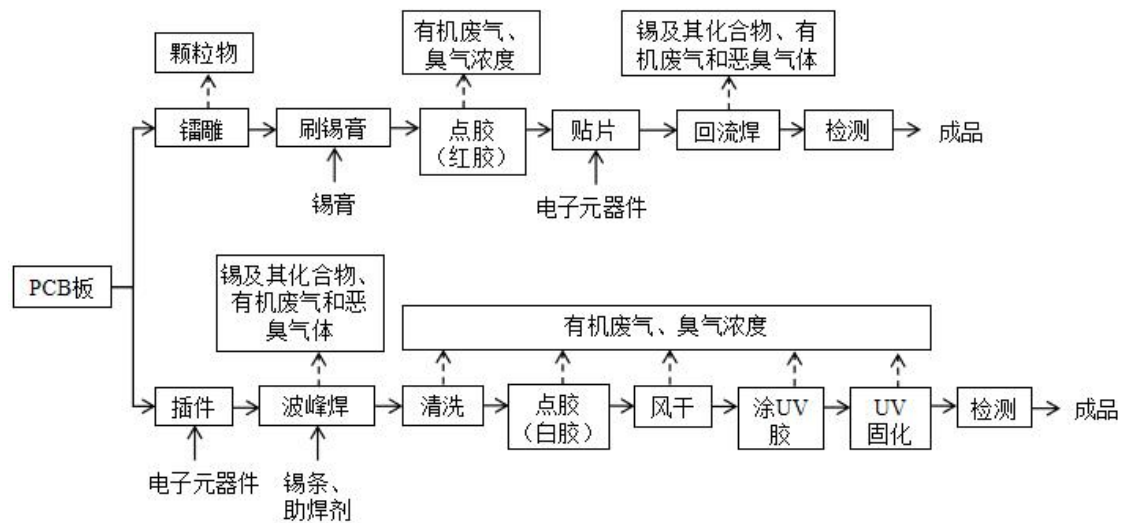 颗粒物
有机废气、
臭气浓度
锡及其化合物、有
机废气和恶臭气体
镭雕
刷锡膏
点胶
（红胶）
贴片
回流焊
检测
成品
锡膏
电子元器件
PCB板
锡及其化合物、
有机废气和恶
臭气体
有机废气、臭气浓度
插件
波峰焊
清洗
点胶
（白胶）
风干
涂UV
胶
UV
固化
检测
成品
电子元器件
锡条、
助焊剂